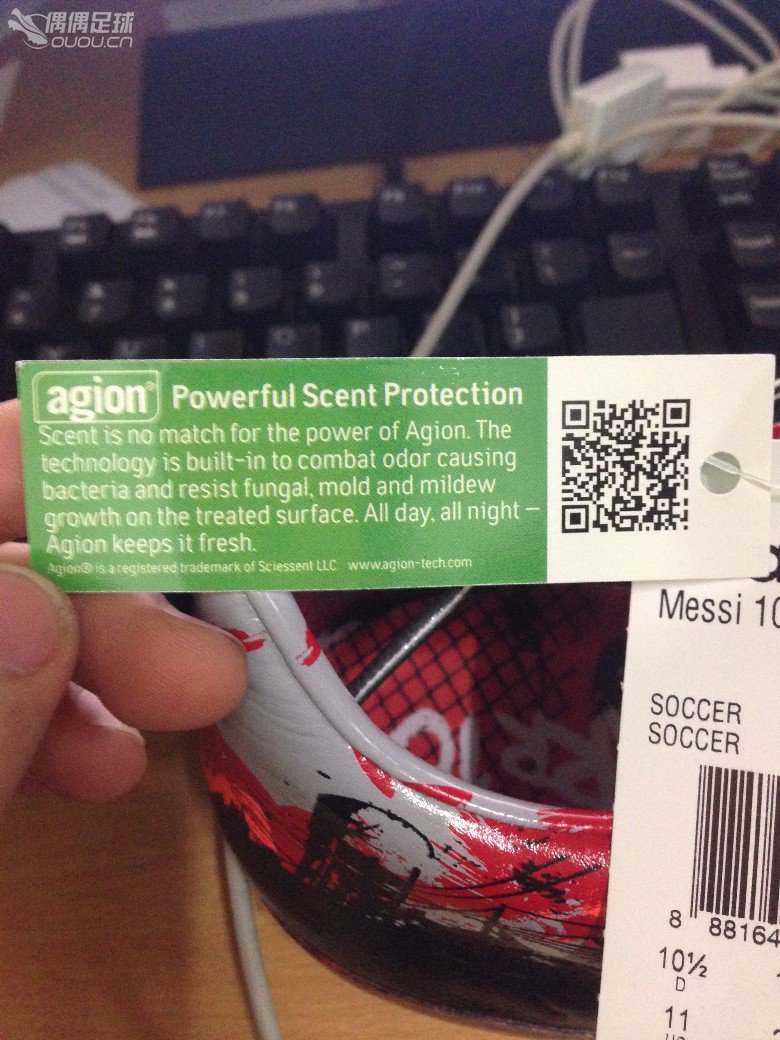 偶偶足球
OUOU.CN
agion® Powerful Scent Protection
Scent is no match for the power of Agion. The
technology is built-in to combat odor causing
bacteria and resist fungal, mold and mildew
growth on the treated surface. All day, all night –
Agion keeps it fresh.
Agion® is a registered trademark of Sciessent LLC www.agion-tech.com
Messi 10
SOCCER
SOCCER
8 88164
10½
D
11